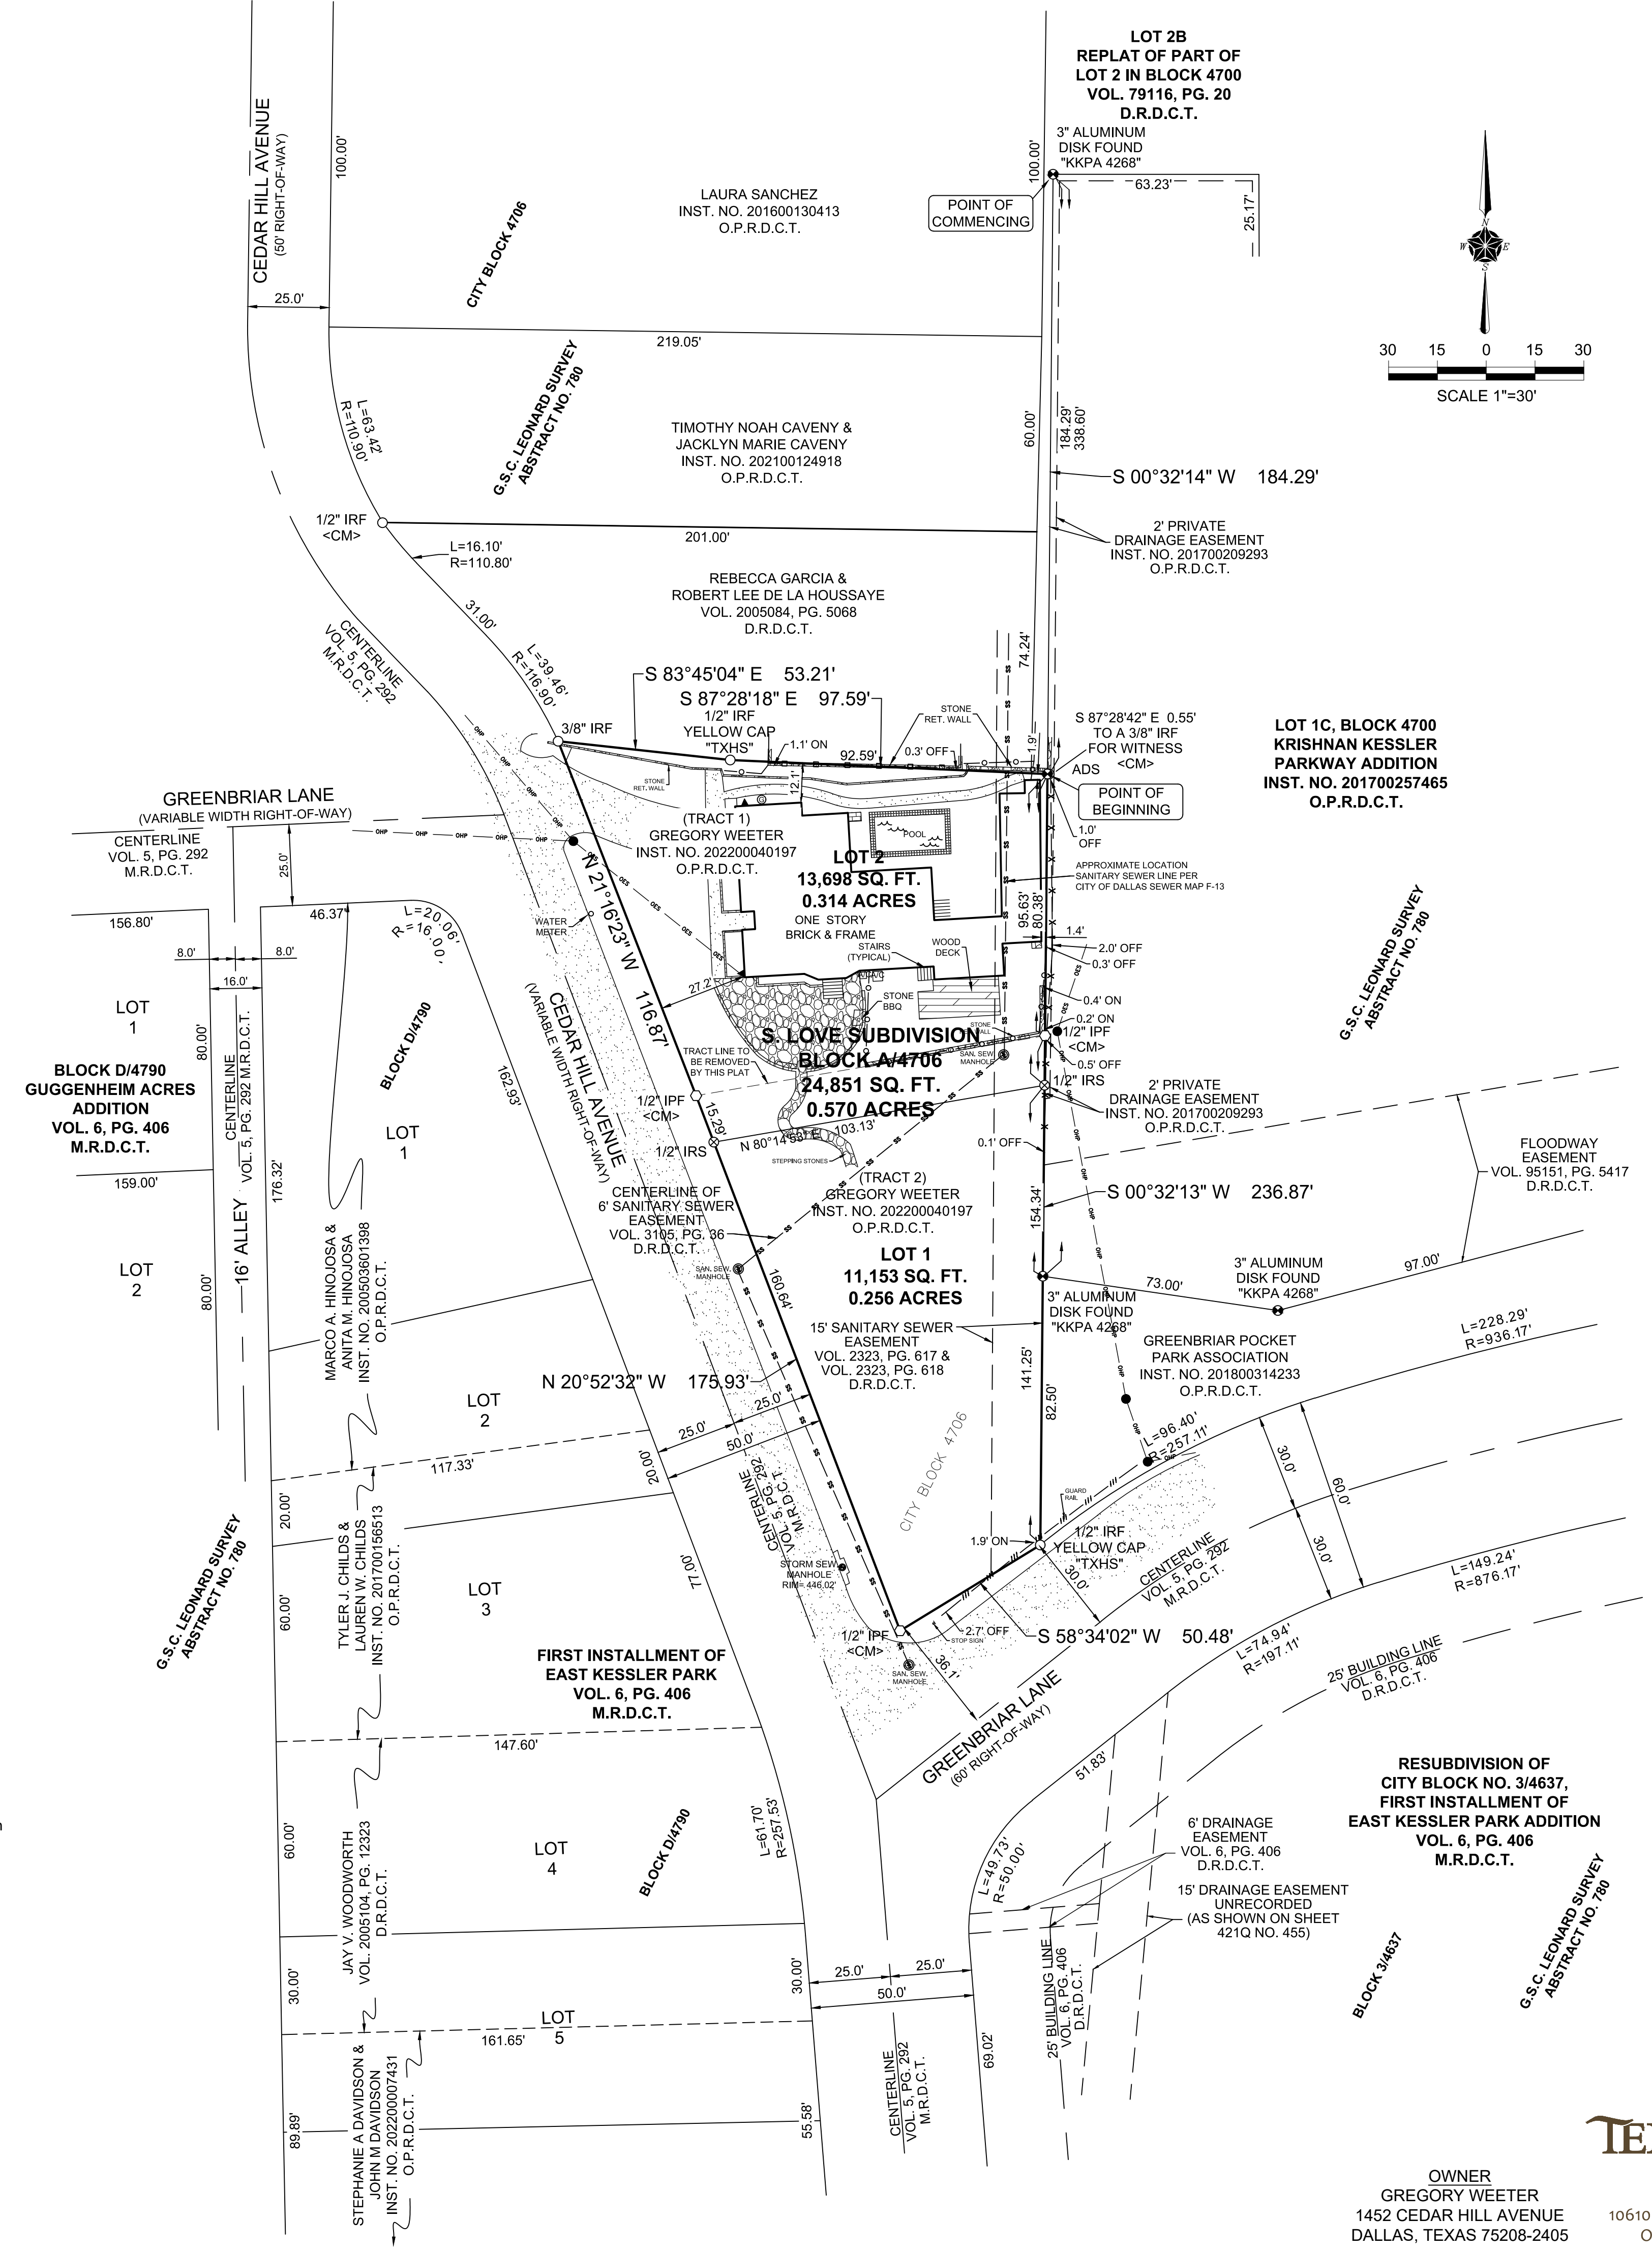 LOT 2B
REPLAT OF PART OF
LOT 2 IN BLOCK 4700
VOL. 79116, PG. 20
D.R.D.C.T.
3" ALUMINUM
DISK FOUND
"KKPA 4268"
63.23'
25.17'
100.00'
POINT OF
COMMENCING
CEDAR HILL AVENUE
(50' RIGHT-OF-WAY)
100.00'
25.0'
CITY BLOCK 4706
LAURA SANCHEZ
INST. NO. 201600130413
O.P.R.D.C.T.
N
W E
S
30 15 0 15 30
SCALE 1"=30'
219.05'
G.S.C. LEONARD SURVEY
ABSTRACT NO. 780
L=63.42'
R=110.90'
TIMOTHY NOAH CAVENY &
JACKLYN MARIE CAVENY
INST. NO. 202100124918
O.P.R.D.C.T.
60.00'
184.29'
338.60'
S 00°32'14" W 184.29'
1/2" IRF
<CM>
201.00'
L=16.10'
R=110.80'
2' PRIVATE
DRAINAGE EASEMENT
INST. NO. 201700209293
O.P.R.D.C.T.
REBECCA GARCIA &
ROBERT LEE DE LA HOUSSAYE
VOL. 2005084, PG. 5068
D.R.D.C.T.
31.00'
L=39.46'
R=116.90'
74.24'
CENTERLINE
VOL. 5, PG. 292
M.R.D.C.T.
S 83°45'04" E 53.21'
S 87°28'18" E 97.59'
3/8" IRF
1/2" IRF
YELLOW CAP
"TXHS"
1.1' ON
92.59'
0.3' OFF
STONE
RET. WALL
1.9'
S 87°28'42" E 0.55'
TO A 3/8" IRF
FOR WITNESS
<CM>
ADS
POINT OF
BEGINNING
LOT 1C, BLOCK 4700
KRISHNAN KESSLER
PARKWAY ADDITION
INST. NO. 201700257465
O.P.R.D.C.T.
GREENBRIAR LANE
(VARIABLE WIDTH RIGHT-OF-WAY)
CENTERLINE
VOL. 5, PG. 292
M.R.D.C.T.
25.0'
OHP OHP OHP OHP
OHP OHP
STONE
RET. WALL
12.1'
(TRACT 1)
GREGORY WEETER
INST. NO. 202200040197
O.P.R.D.C.T.
POOL
LOT 2
13,698 SQ. FT.
0.314 ACRES
ONE STORY
BRICK & FRAME
STAIRS
(TYPICAL)
WOOD
DECK
1.0'
OFF
APPROXIMATE LOCATION
SANITARY SEWER LINE PER
CITY OF DALLAS SEWER MAP F-13
95.63'
80.38'
1.4'
2.0' OFF
0.3' OFF
0.4' ON
0.2' ON
OES OES OES
SS SS SS
156.80'
46.37'
L=20.06'
R=16.00'
8.0' 8.0'
16.0'
N 21°16'23" W 116.87'
WATER
METER
27.2'
STONE
BBQ
STONE
LOT
1
BLOCK D/4790
80.00'
BLOCK D/4790
GUGGENHEIM ACRES
ADDITION
VOL. 6, PG. 406
M.R.D.C.T.
CENTERLINE
VOL. 5, PG. 292 M.R.D.C.T.
162.93'
CEDAR HILL AVENUE
(VARIABLE WIDTH RIGHT-OF-WAY)
S. LOVE SUBDIVISION
BLOCK A/4706
24,851 SQ. FT.
0.570 ACRES
TRACT LINE TO
BE REMOVED
BY THIS PLAT
SAN. SEW.
MANHOLE
1/2" IPF
<CM>
0.5' OFF
1/2" IRS
2' PRIVATE
DRAINAGE EASEMENT
INST. NO. 201700209293
O.P.R.D.C.T.
G.S.C. LEONARD SURVEY
ABSTRACT NO. 780
1/2" IPF
<CM>
15.29'
N 80°14'53" E 103.13'
1/2" IRS
STEPPING STONES
0.1' OFF
LOT
1
159.00'
176.32'
16' ALLEY
LOT
2
80.00'
CENTERLINE OF
6' SANITARY SEWER
EASEMENT
VOL. 3105, PG. 36
D.R.D.C.T.
SAN. SEW.
MANHOLE
(TRACT 2)
GREGORY WEETER
INST. NO. 202200040197
O.P.R.D.C.T.
S 00°32'13" W 236.87'
154.34'
FLOODWAY
EASEMENT
VOL. 95151, PG. 5417
D.R.D.C.T.
LOT 1
11,153 SQ. FT.
0.256 ACRES
160.64'
3" ALUMINUM
DISK FOUND
"KKPA 4268"
73.00'
3" ALUMINUM
DISK FOUND
"KKPA 4268"
97.00'
MARCO A. HINOJOSA &
ANITA M. HINOJOSA
INST. NO. 200503601398
O.P.R.D.C.T.
15' SANITARY SEWER
EASEMENT
VOL. 2323, PG. 617 &
VOL. 2323, PG. 618
D.R.D.C.T.
GREENBRIAR POCKET
PARK ASSOCIATION
INST. NO. 201800314233
O.P.R.D.C.T.
L=228.29'
R=936.17'
N 20°52'32" W 175.93'
25.0'
25.0'
50.0'
141.25'
82.50'
LOT
2
117.33'
20.00'
20.00'
CITY BLOCK 4706
L=96.40'
R=257.11'
30.0'
60.0'
30.0'
CENTERLINE
VOL. 5, PG. 292
M.R.D.C.T.
GUARD
RAIL
1.9' ON
1/2" IRF
YELLOW CAP
"TXHS"
30.0'
CENTERLINE
VOL. 5, PG. 292
M.R.D.C.T.
L=149.24'
R=876.17'
G.S.C. LEONARD SURVEY
ABSTRACT NO. 780
TYLER J. CHILDS &
LAUREN W. CHILDS
INST. NO. 201700156513
O.P.R.D.C.T.
60.00'
LOT
3
77.00'
STORM SEW.
MANHOLE
RIM= 446.02'
1/2" IPF
<CM>
2.7' OFF
STOP SIGN
S 58°34'02" W 50.48'
36.1'
SAN. SEW.
MANHOLE
FIRST INSTALLMENT OF
EAST KESSLER PARK
VOL. 6, PG. 406
M.R.D.C.T.
L=74.94'
R=197.11'
25' BUILDING LINE
VOL. 6, PG. 406
D.R.D.C.T.
GREENBRIAR LANE
(60' RIGHT-OF-WAY)
147.60'
51.83'
RESUBDIVISION OF
CITY BLOCK NO. 3/4637,
FIRST INSTALLMENT OF
EAST KESSLER PARK ADDITION
VOL. 6, PG. 406
M.R.D.C.T.
60.00'
JAY V. WOODWORTH
VOL. 2005104, PG. 12323
D.R.D.C.T.
LOT
4
BLOCK D/4790
L=61.70'
R=257.53'
L=49.73'
R=50.00'
6' DRAINAGE
EASEMENT
VOL. 6, PG. 406
D.R.D.C.T.
15' DRAINAGE EASEMENT
UNRECORDED
(AS SHOWN ON SHEET
421Q NO. 455)
BLOCK 3/4637
G.S.C. LEONARD SURVEY
ABSTRACT NO. 780
30.00'
30.00'
25.0' 25.0'
50.0'
25' BUILDING LINE
VOL. 6, PG. 406
D.R.D.C.T.
LOT
5
161.65'
69.02'
CENTERLINE
VOL. 5, PG. 292
M.R.D.C.T.
STEPHANIE A DAVIDSON &
JOHN M DAVIDSON
INST. NO. 202200007431
O.P.R.D.C.T.
89.89'
55.58'
OWNER
GREGORY WEETER
1452 CEDAR HILL AVENUE
DALLAS, TEXAS 75208-2405
TE
10610